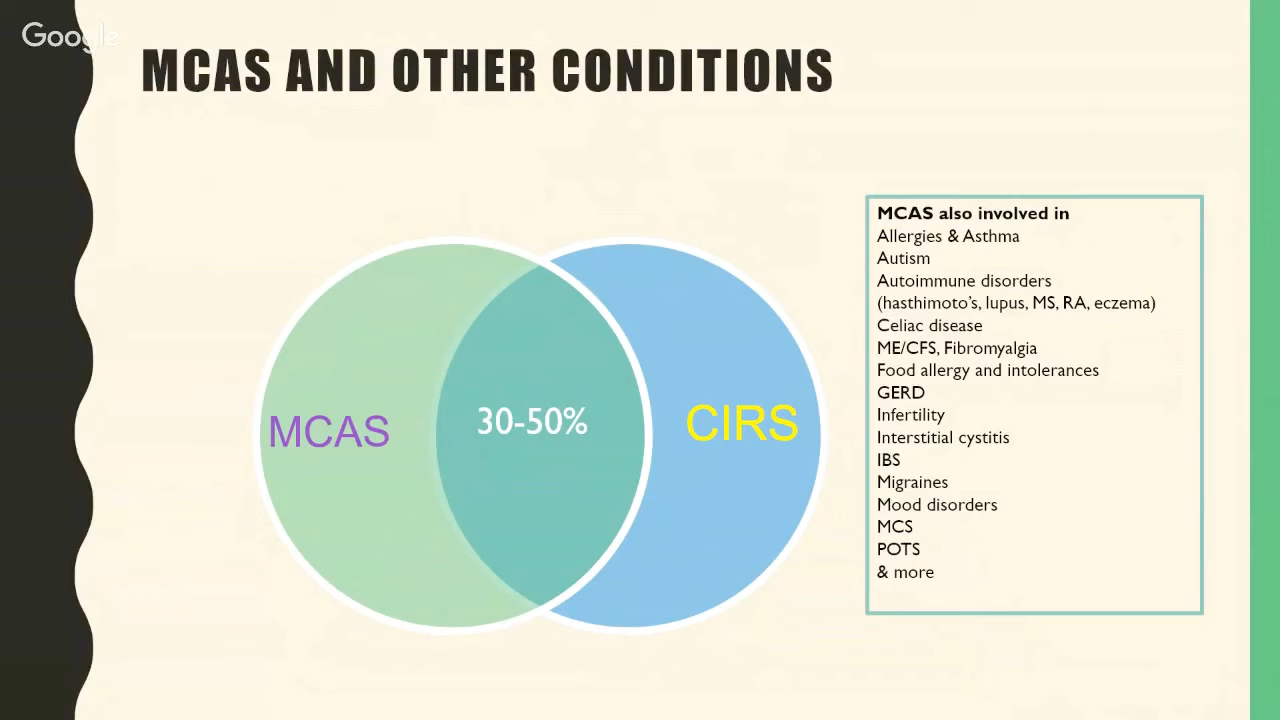 Google
MCAS AND OTHER CONDITIONS
MCAS
30-50%
CIRS
MCAS also involved in
Allergies & Asthma
Autism
Autoimmune disorders
(hasthimoto's, lupus, MS, RA, eczema)
Celiac disease
ME/CFS, Fibromyalgia
Food allergy and intolerances
GERD
Infertility
Interstitial cystitis
IBS
Migraines
Mood disorders
MCS
POTS
& more